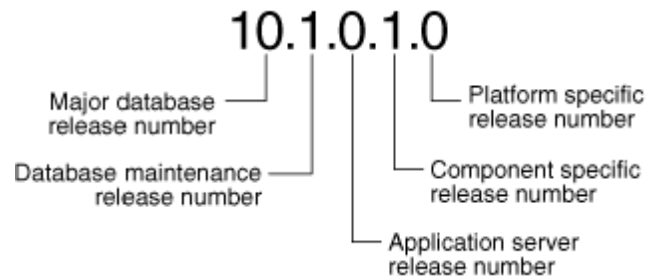 10.1.0.1.0
Major database
release number
Platform specific
release number
Database maintenance
release number
Component specific
release number
Application server
release number